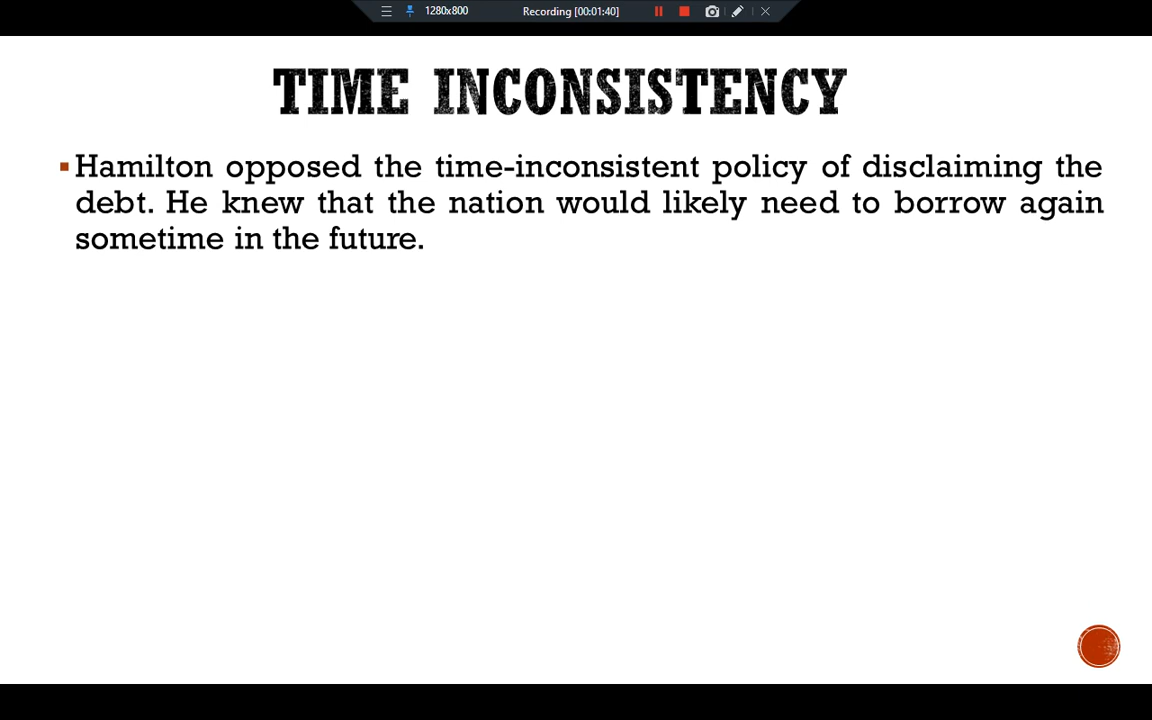 1280x800 Recording [00:01:40]
TIME INCONSISTENCY
Hamilton opposed the time-inconsistent policy of disclaiming the
debt. He knew that the nation would likely need to borrow again
sometime in the future.